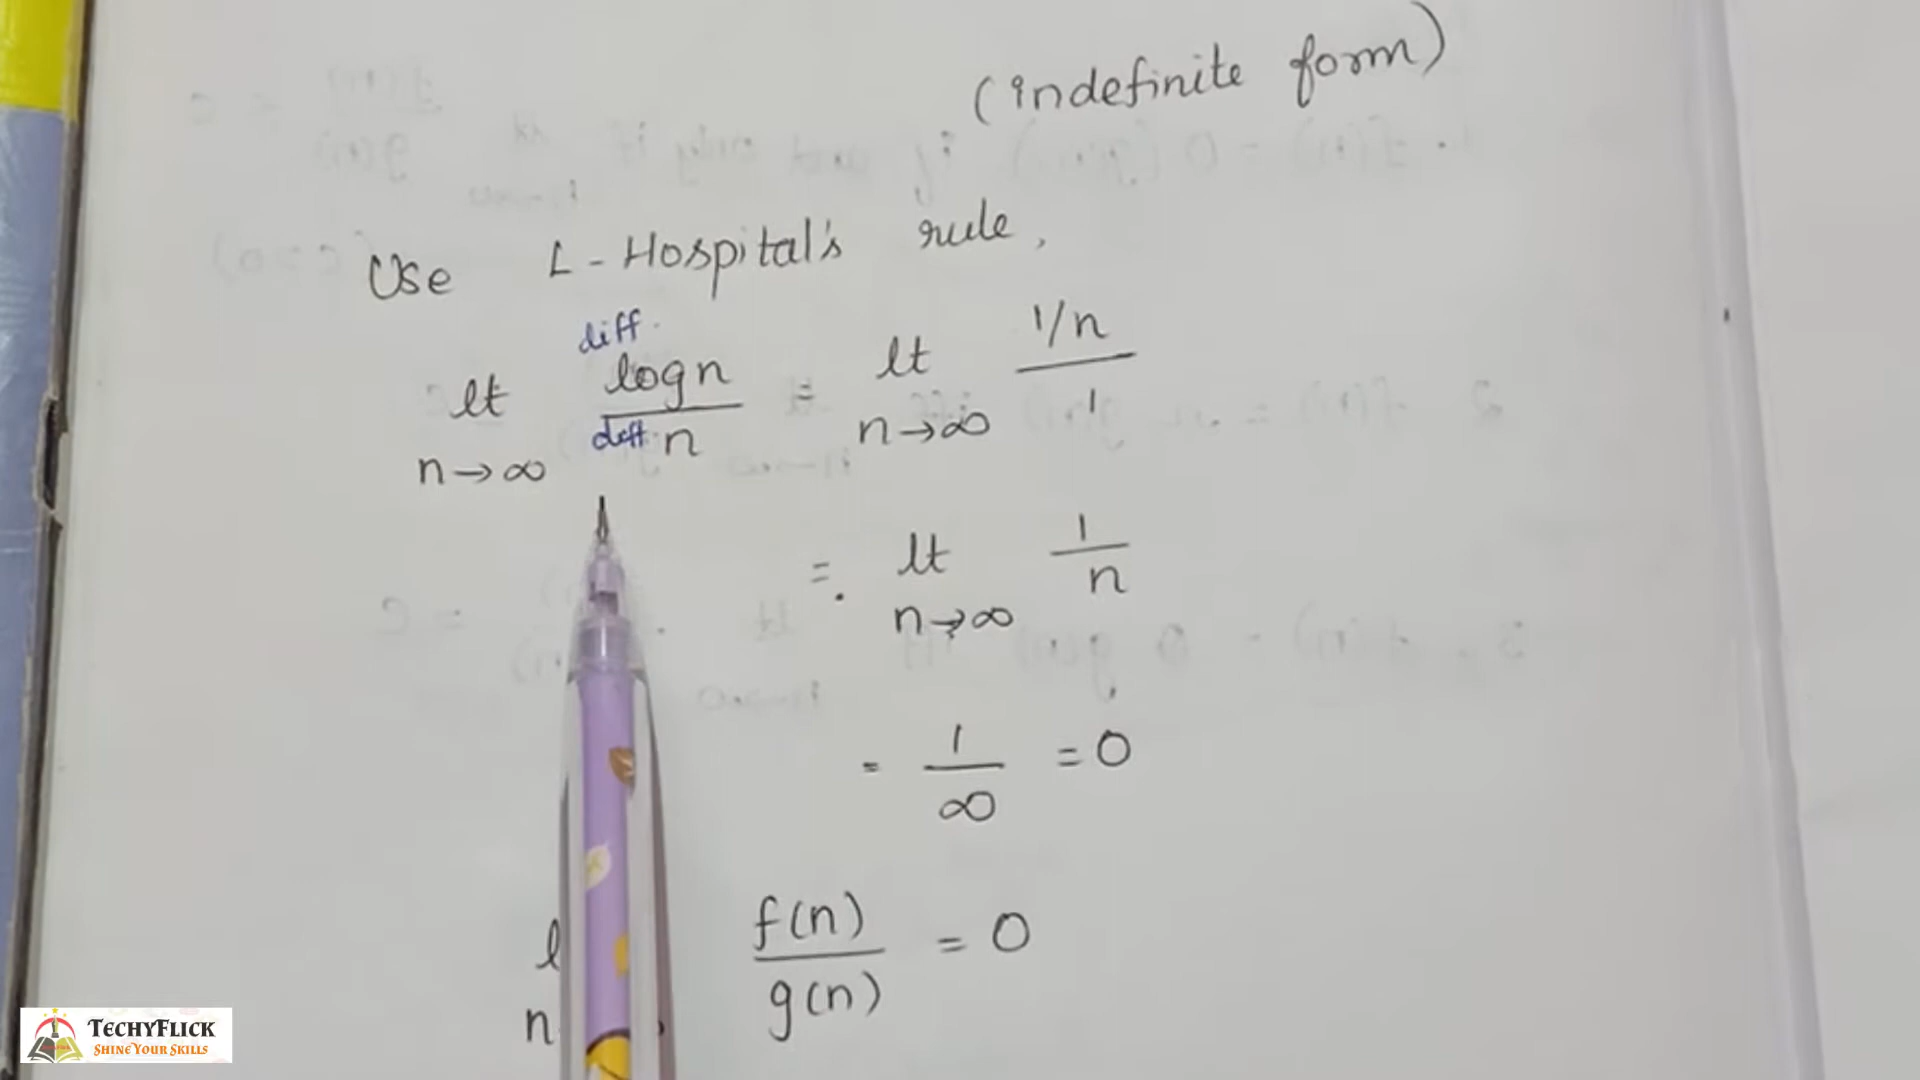 (indefinite form)
Use L-Hospital's rule,
diff.
lt log n = lt 1/n
n→∞ diff n n→∞ 1
= lt 1
n→∞ n
= 1 = 0
∞
f(n) = 0
n g(n)
TECHYFLICK
SHINE YOUR SKILLS